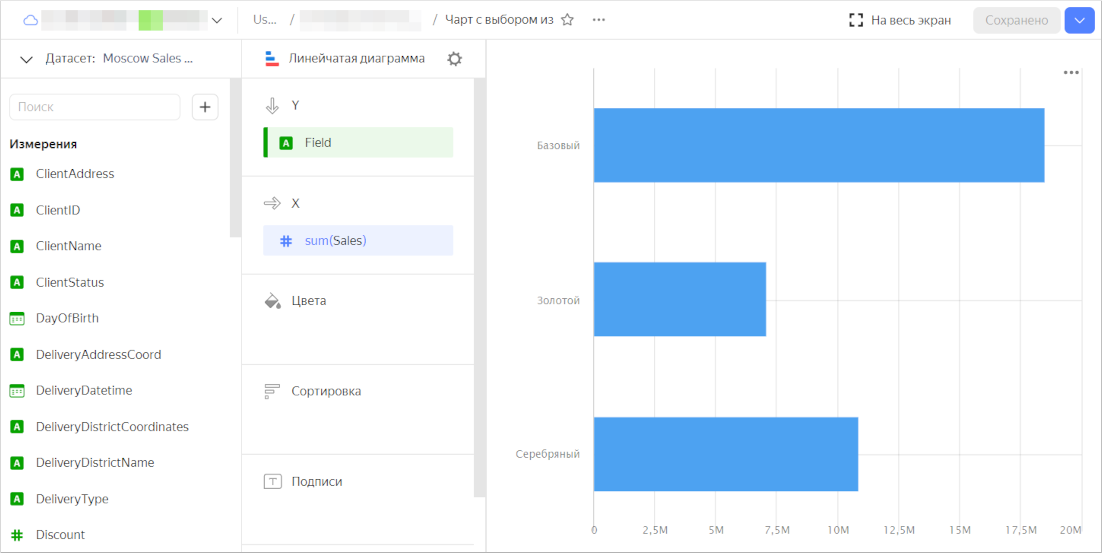 Us... / / Чарт с выбором из
На весь экран
Сохранено
Датасет: Moscow Sales ...
Линейчатая диаграмма
Поиск
Измерения
ClientAddress
ClientID
ClientName
ClientStatus
DayOfBirth
DeliveryAddressCoord
DeliveryDatetime
DeliveryDistrictCoordinates
DeliveryDistrictName
DeliveryType
Discount
Y
Field
X
sum(Sales)
Цвета
Сортировка
Подписи
Базовый
Золотой
Серебряный
0 2,5M 5M 7,5M 10M 12,5M 15M 17,5M 20M